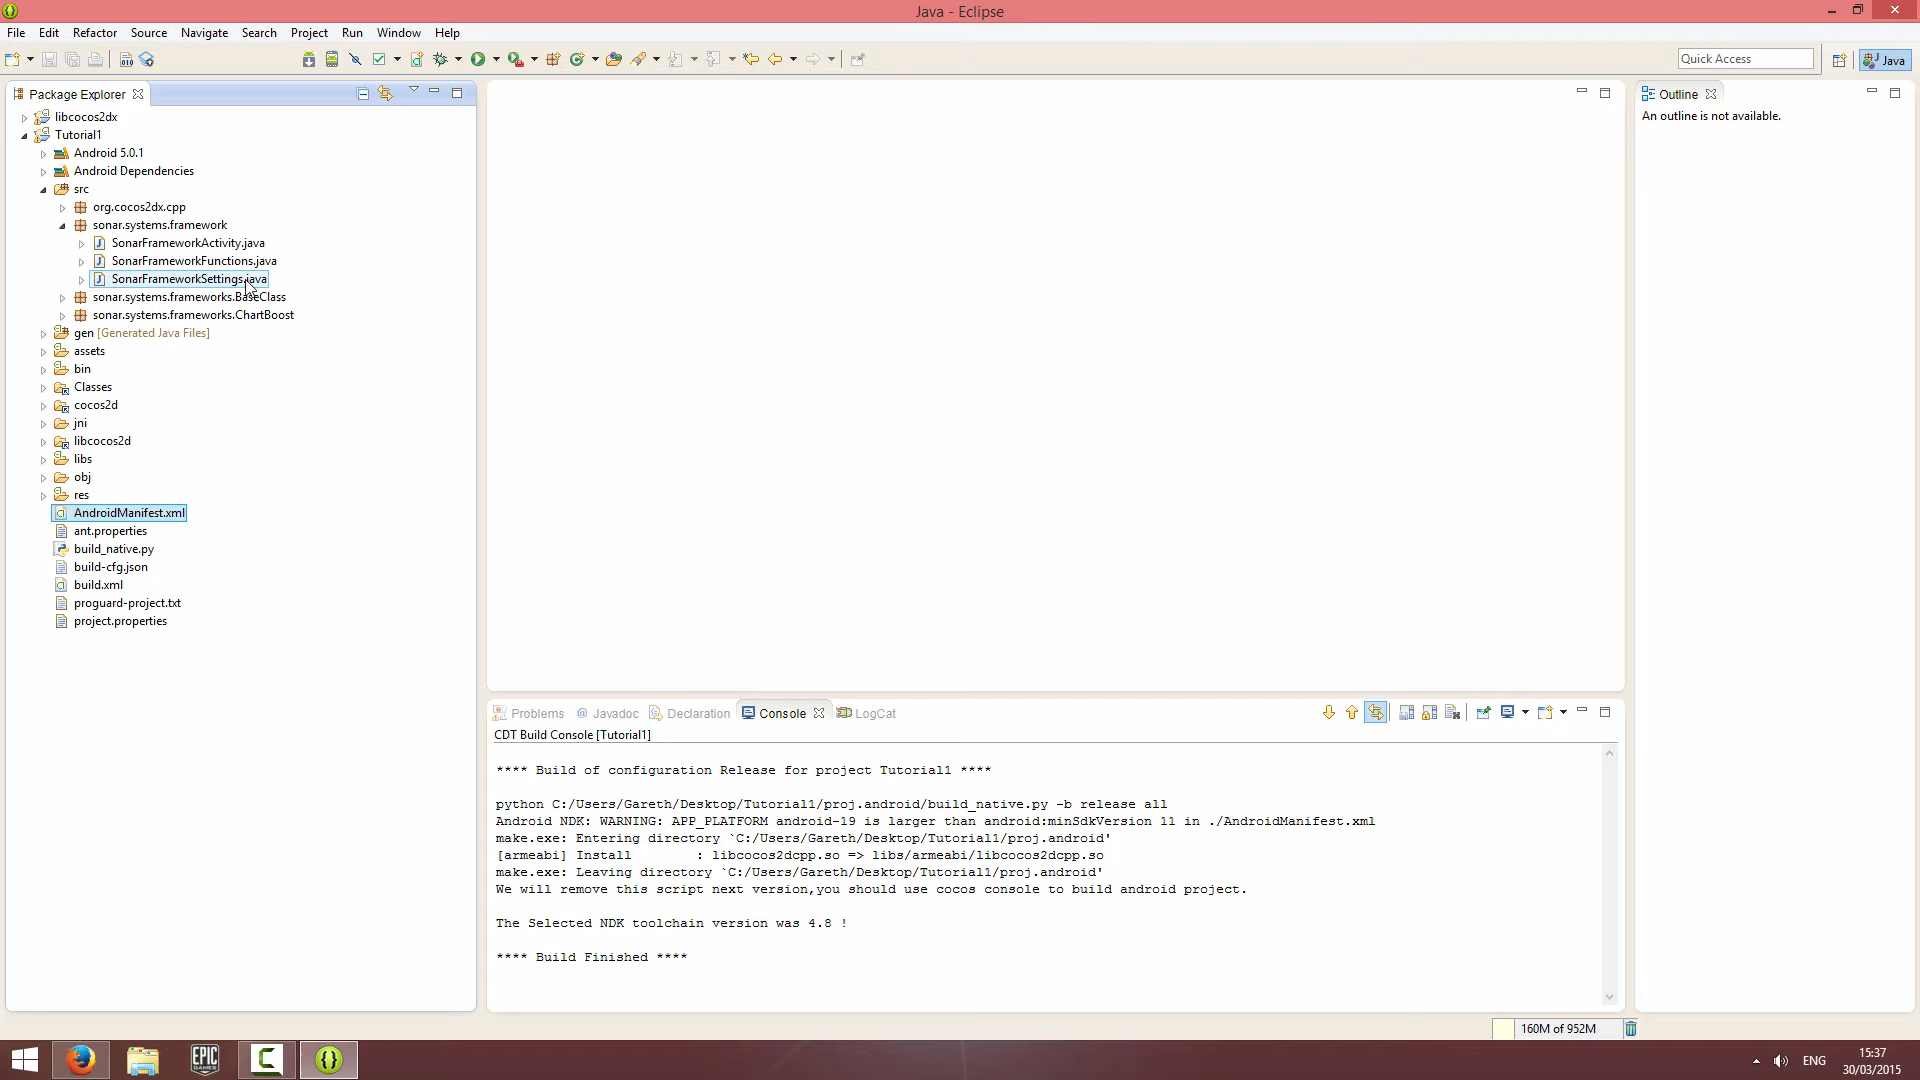 Java - Eclipse
File Edit Refactor Source Navigate Search Project Run Window Help
Quick Access
Java
Package Explorer
libcocos2dx
Tutorial1
Android 5.0.1
Android Dependencies
src
org.cocos2dx.cpp
sonar.systems.framework
SonarFrameworkActivity.java
SonarFrameworkFunctions.java
SonarFrameworkSettings.java
sonar.systems.frameworks.BaseClass
sonar.systems.frameworks.ChartBoost
gen [Generated Java Files]
assets
bin
Classes
cocos2d
jni
libcocos2d
libs
obj
res
AndroidManifest.xml
ant.properties
build_native.py
build-cfg.json
build.xml
proguard-project.txt
project.properties
Outline
An outline is not available.
Problems @ Javadoc Declaration Console LogCat
CDT Build Console [Tutorial1]
**** Build of configuration Release for project Tutorial1 ****
python C:/Users/Gareth/Desktop/Tutorial1/proj.android/build_native.py -b release all
Android NDK: WARNING: APP_PLATFORM android-19 is larger than android:minSdkVersion 11 in ./AndroidManifest.xml
make.exe: Entering directory `C:/Users/Gareth/Desktop/Tutorial1/proj.android'
[armeabi] Install : libcocos2dcpp.so => libs/armeabi/libcocos2dcpp.so
make.exe: Leaving directory `C:/Users/Gareth/Desktop/Tutorial1/proj.android'
We will remove this script next version,you should use cocos console to build android project.
The Selected NDK toolchain version was 4.8 !
**** Build Finished ****
160M of 952M
EPIC
GAMES
ENG
15:37
30/03/2015